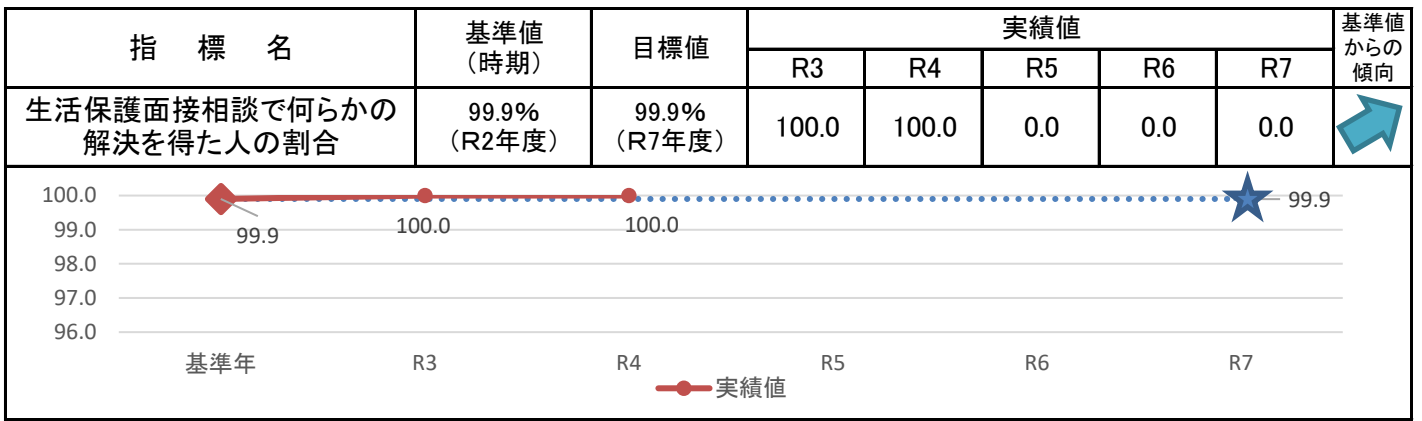 指 標 名
基準値
（時期）
目標値
実績値
基準値
からの
傾向
R3 R4 R5 R6 R7
生活保護面接相談で何らかの
解決を得た人の割合
99.9%
（R2年度）
99.9%
（R7年度）
100.0 100.0 0.0 0.0 0.0
100.0
99.0
98.0
97.0
96.0
99.9
100.0
100.0
99.9
基準年 R3 R4 R5 R6 R7
実績値